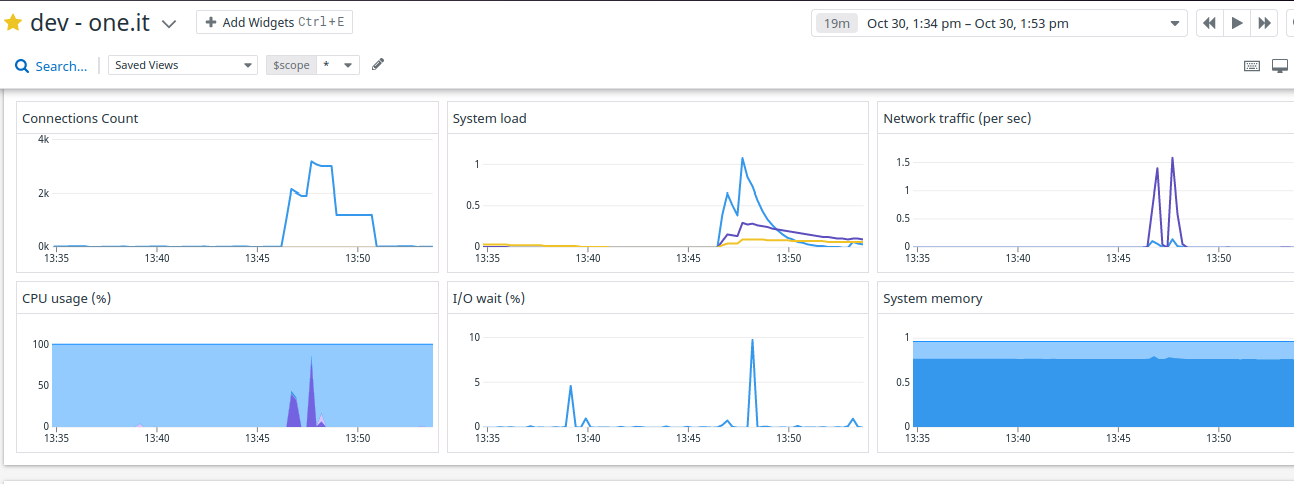 dev - one.it
+ Add Widgets Ctrl+E
19m Oct 30, 1:34 pm – Oct 30, 1:53 pm
Search...
Saved Views
$scope *
Connections Count
4k
2k
0k
13:35 13:40 13:45 13:50
System load
1
0.5
0
13:35 13:40 13:45 13:50
Network traffic (per sec)
1.5
1
0.5
0
13:35 13:40 13:45 13:50
CPU usage (%)
100
50
0
13:35 13:40 13:45 13:50
I/O wait (%)
10
5
0
13:35 13:40 13:45 13:50
System memory
1
0.5
0
13:35 13:40 13:45 13:50